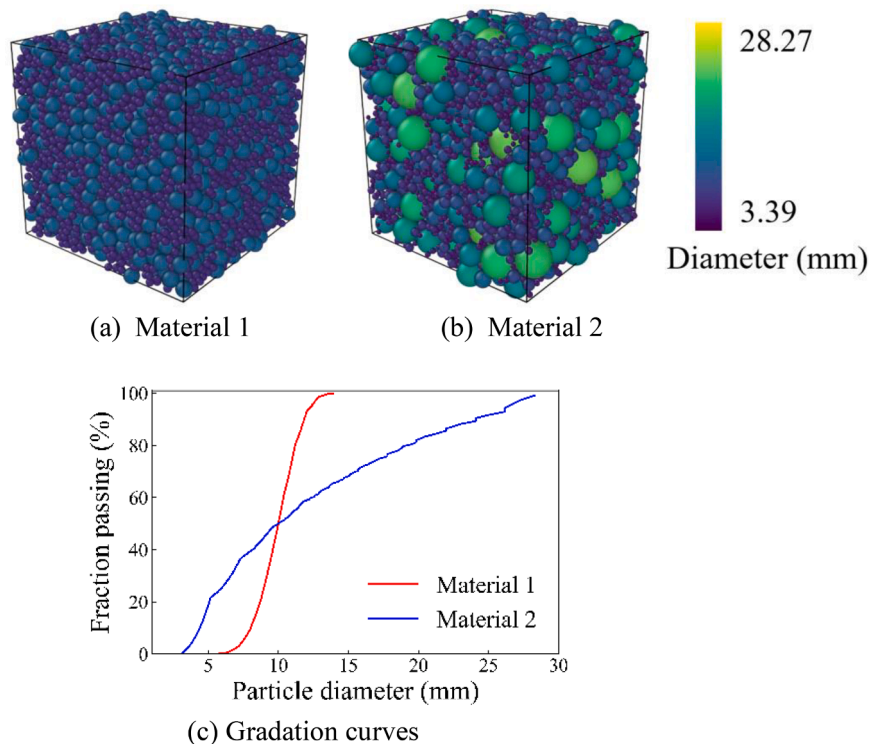 28.27
3.39
Diameter (mm)
(a) Material 1
(b) Material 2
100
80
60
40
20
0
Fraction passing (%)
Material 1
Material 2
5
10
15
20
25
30
Particle diameter (mm)
(c) Gradation curves